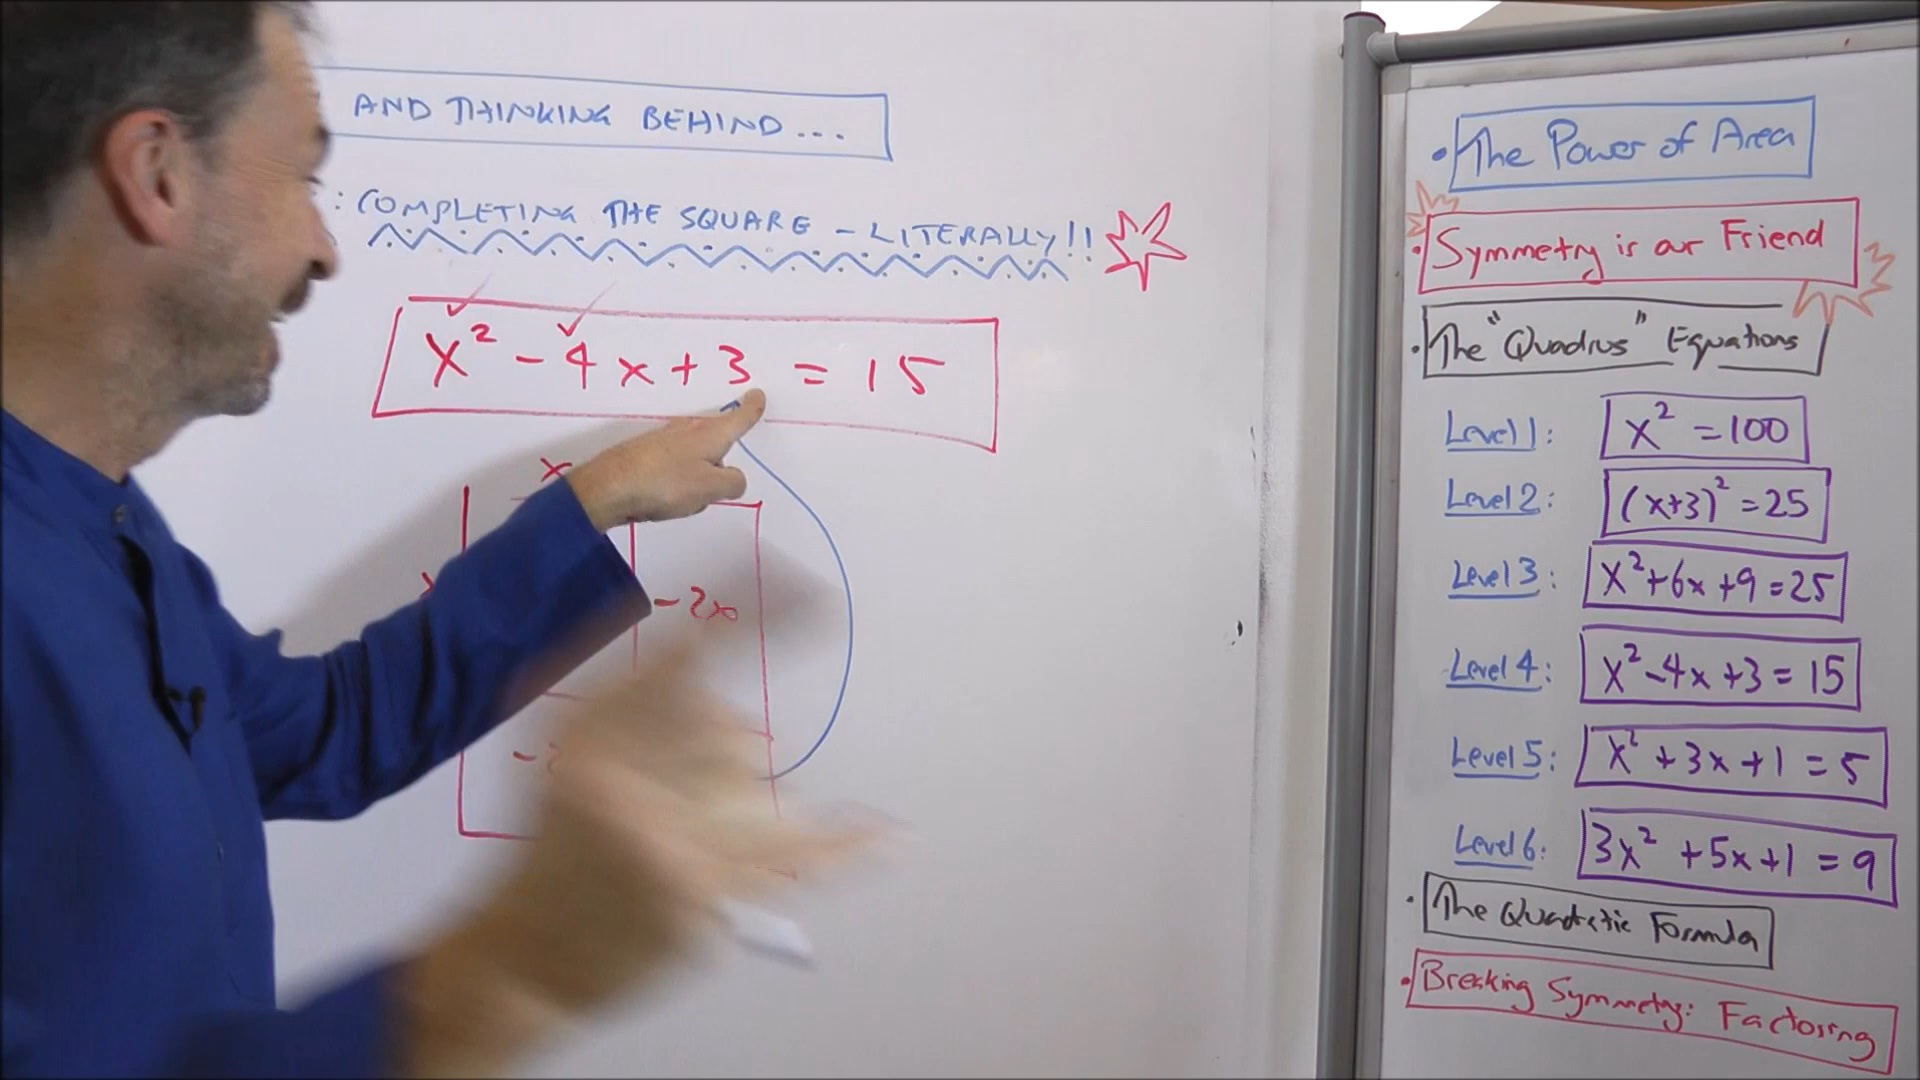 AND THINKING BEHIND...
: COMPLETING THE SQUARE - LITERALLY!!
x² - 4x + 3 = 15
x
- 2x
• The Power of Area
• Symmetry is our Friend
• The "Quadrus" Equations
Level 1: x² = 100
Level 2: (x+3)² = 25
Level 3: x² + 6x + 9 = 25
Level 4: x² - 4x + 3 = 15
Level 5: x² + 3x + 1 = 5
Level 6: 3x² + 5x + 1 = 9
• The Quadratic Formula
• Breaking Symmetry: Factoring